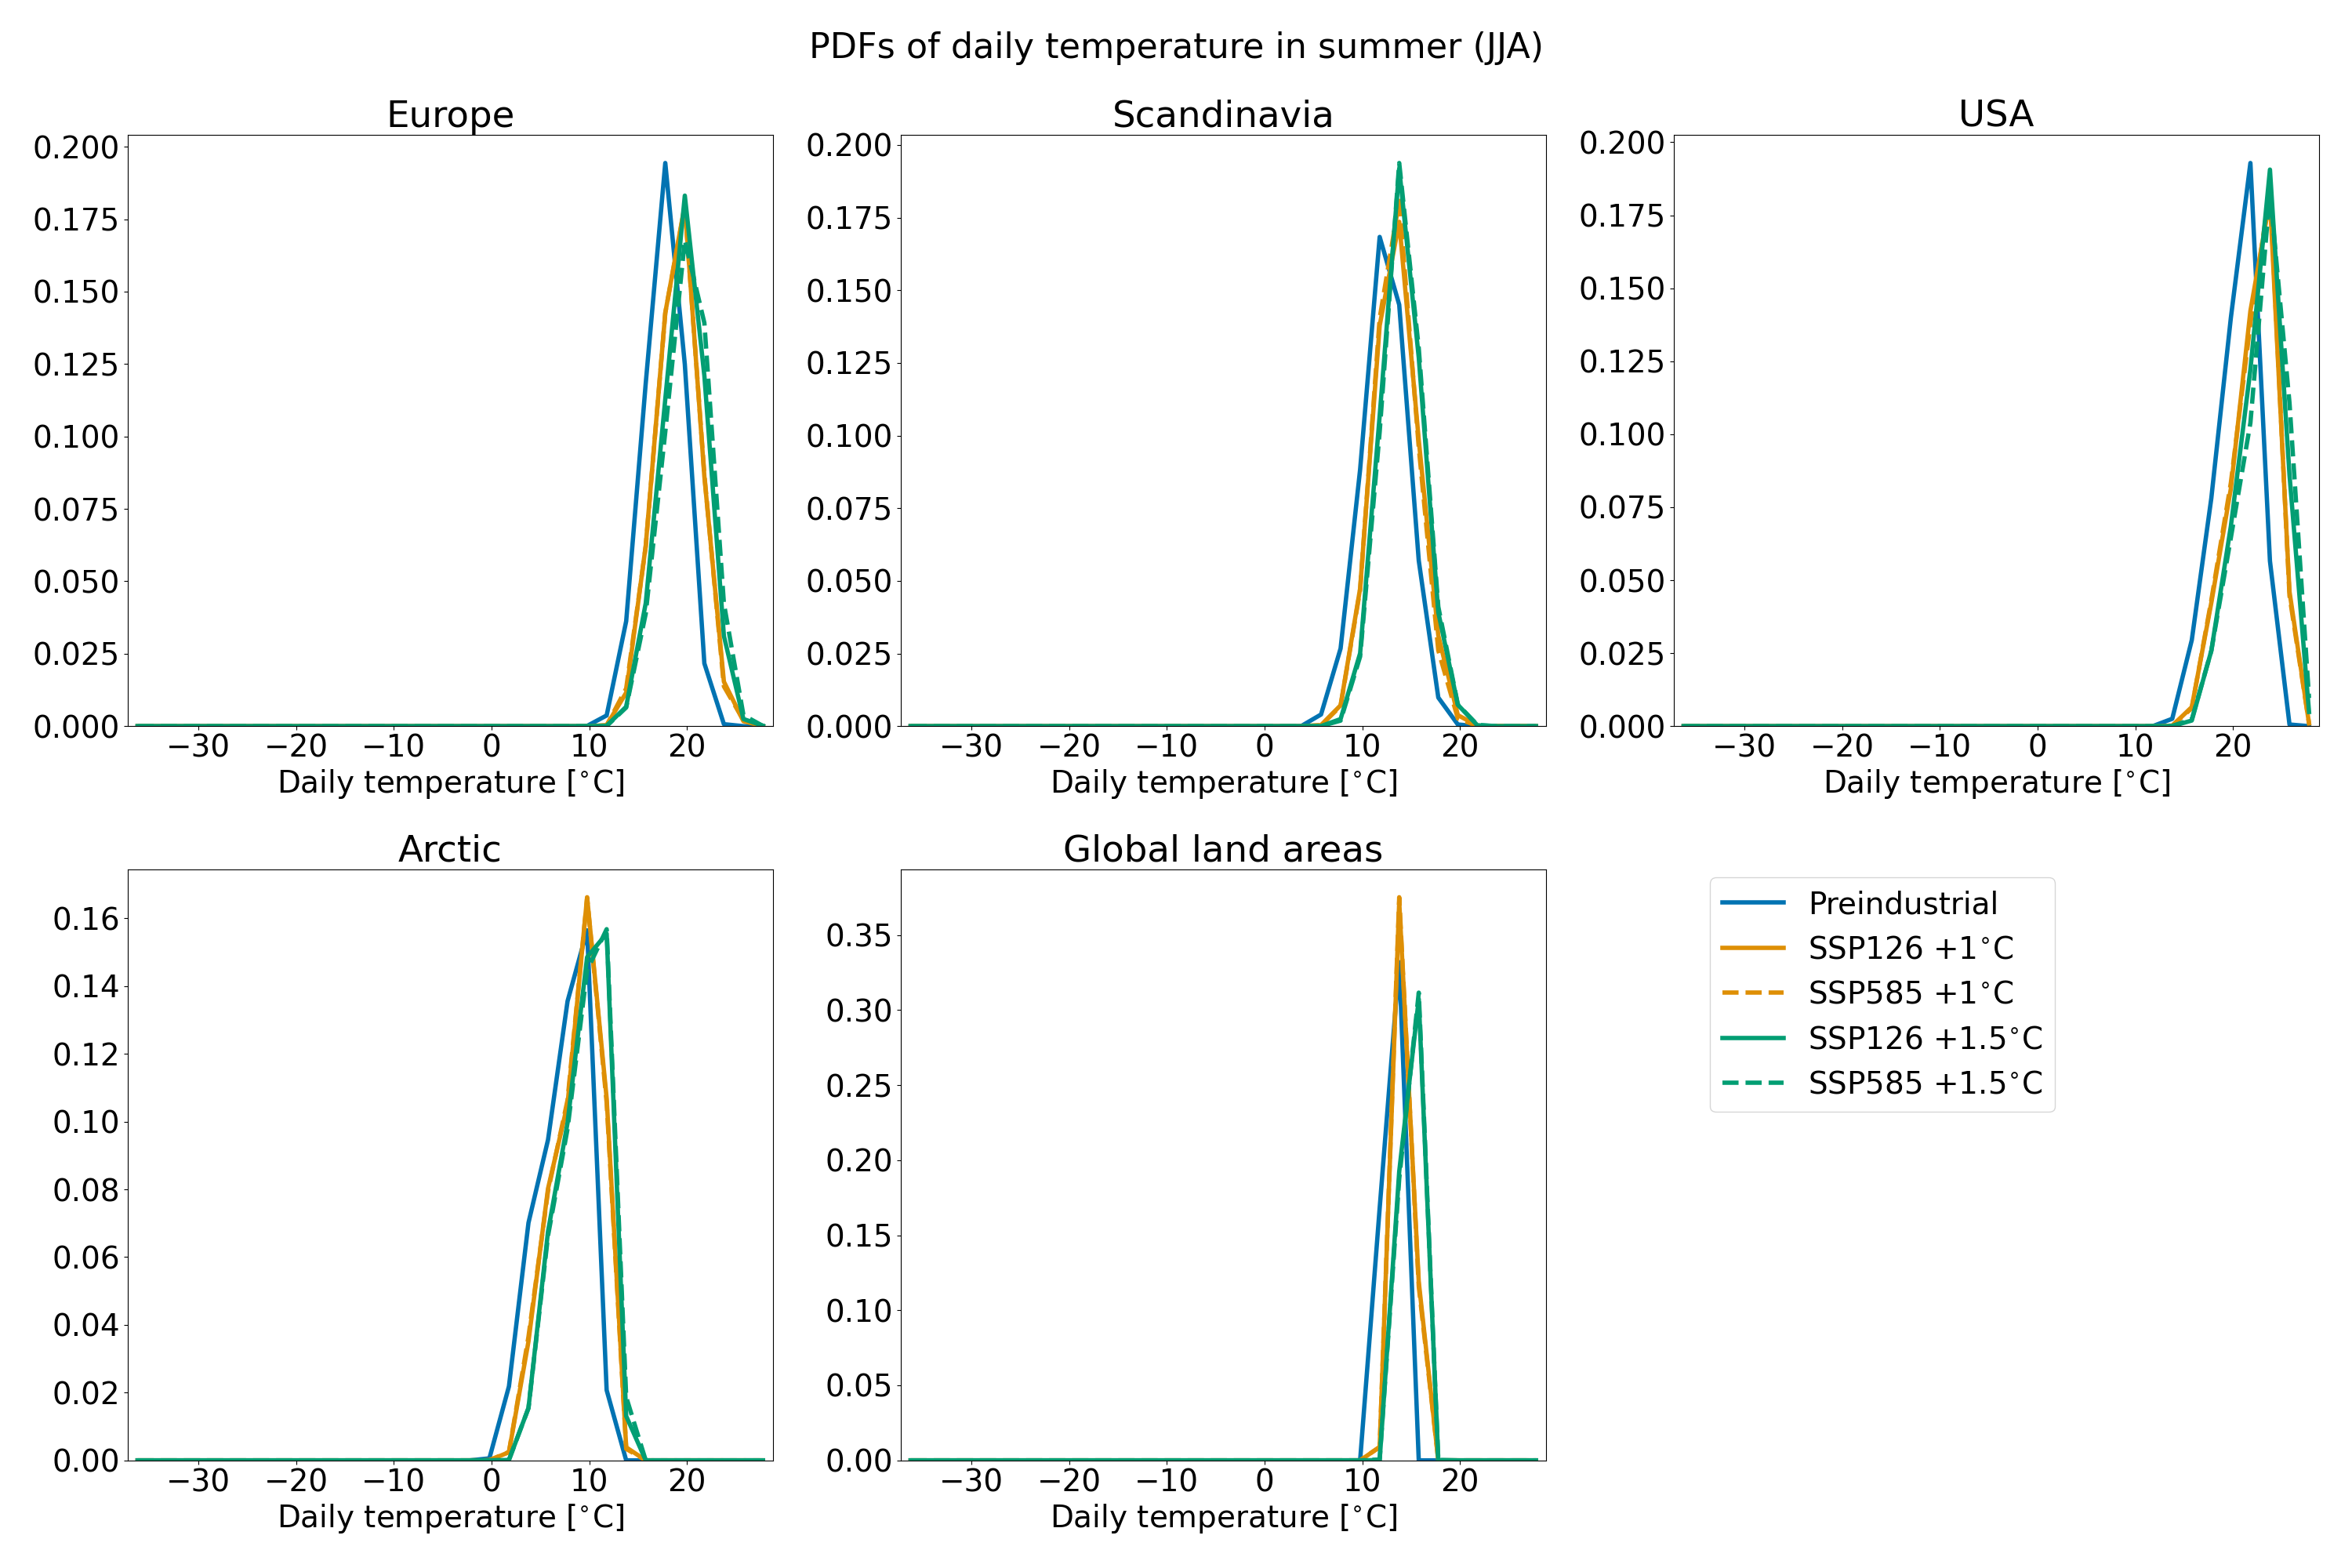 PDFs of daily temperature in summer (JJA)
Europe
0.200
0.175
0.150
0.125
0.100
0.075
0.050
0.025
0.000
−30 −20 −10 0 10 20
Daily temperature [°C]
Scandinavia
0.200
0.175
0.150
0.125
0.100
0.075
0.050
0.025
0.000
−30 −20 −10 0 10 20
Daily temperature [°C]
USA
0.200
0.175
0.150
0.125
0.100
0.075
0.050
0.025
0.000
−30 −20 −10 0 10 20
Daily temperature [°C]
Arctic
0.16
0.14
0.12
0.10
0.08
0.06
0.04
0.02
0.00
−30 −20 −10 0 10 20
Daily temperature [°C]
Global land areas
0.35
0.30
0.25
0.20
0.15
0.10
0.05
0.00
−30 −20 −10 0 10 20
Daily temperature [°C]
Preindustrial
SSP126 +1°C
SSP585 +1°C
SSP126 +1.5°C
SSP585 +1.5°C